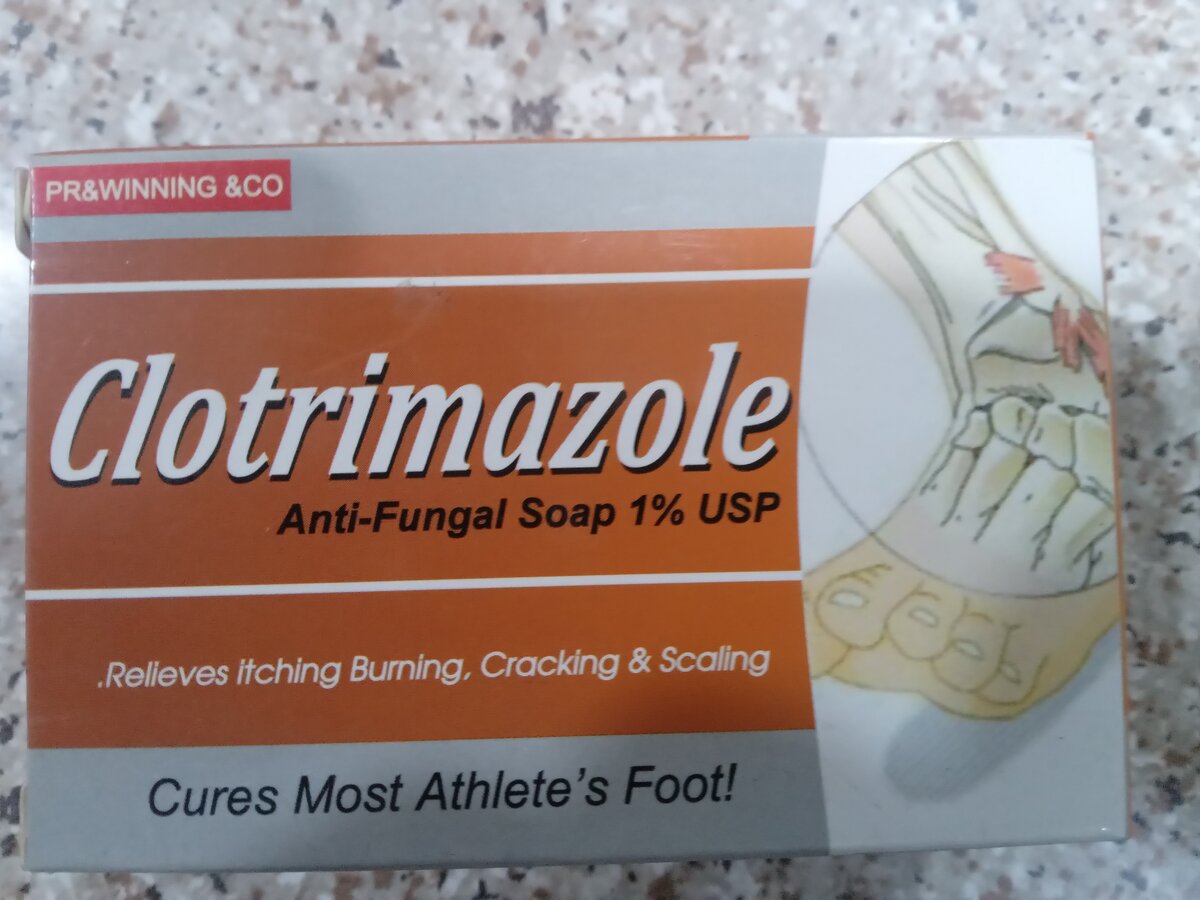 PR&WINNING &CO
Clotrimazole
Anti-Fungal Soap 1% USP
.Relieves itching Burning, Cracking & Scaling
Cures Most Athlete's Foot!